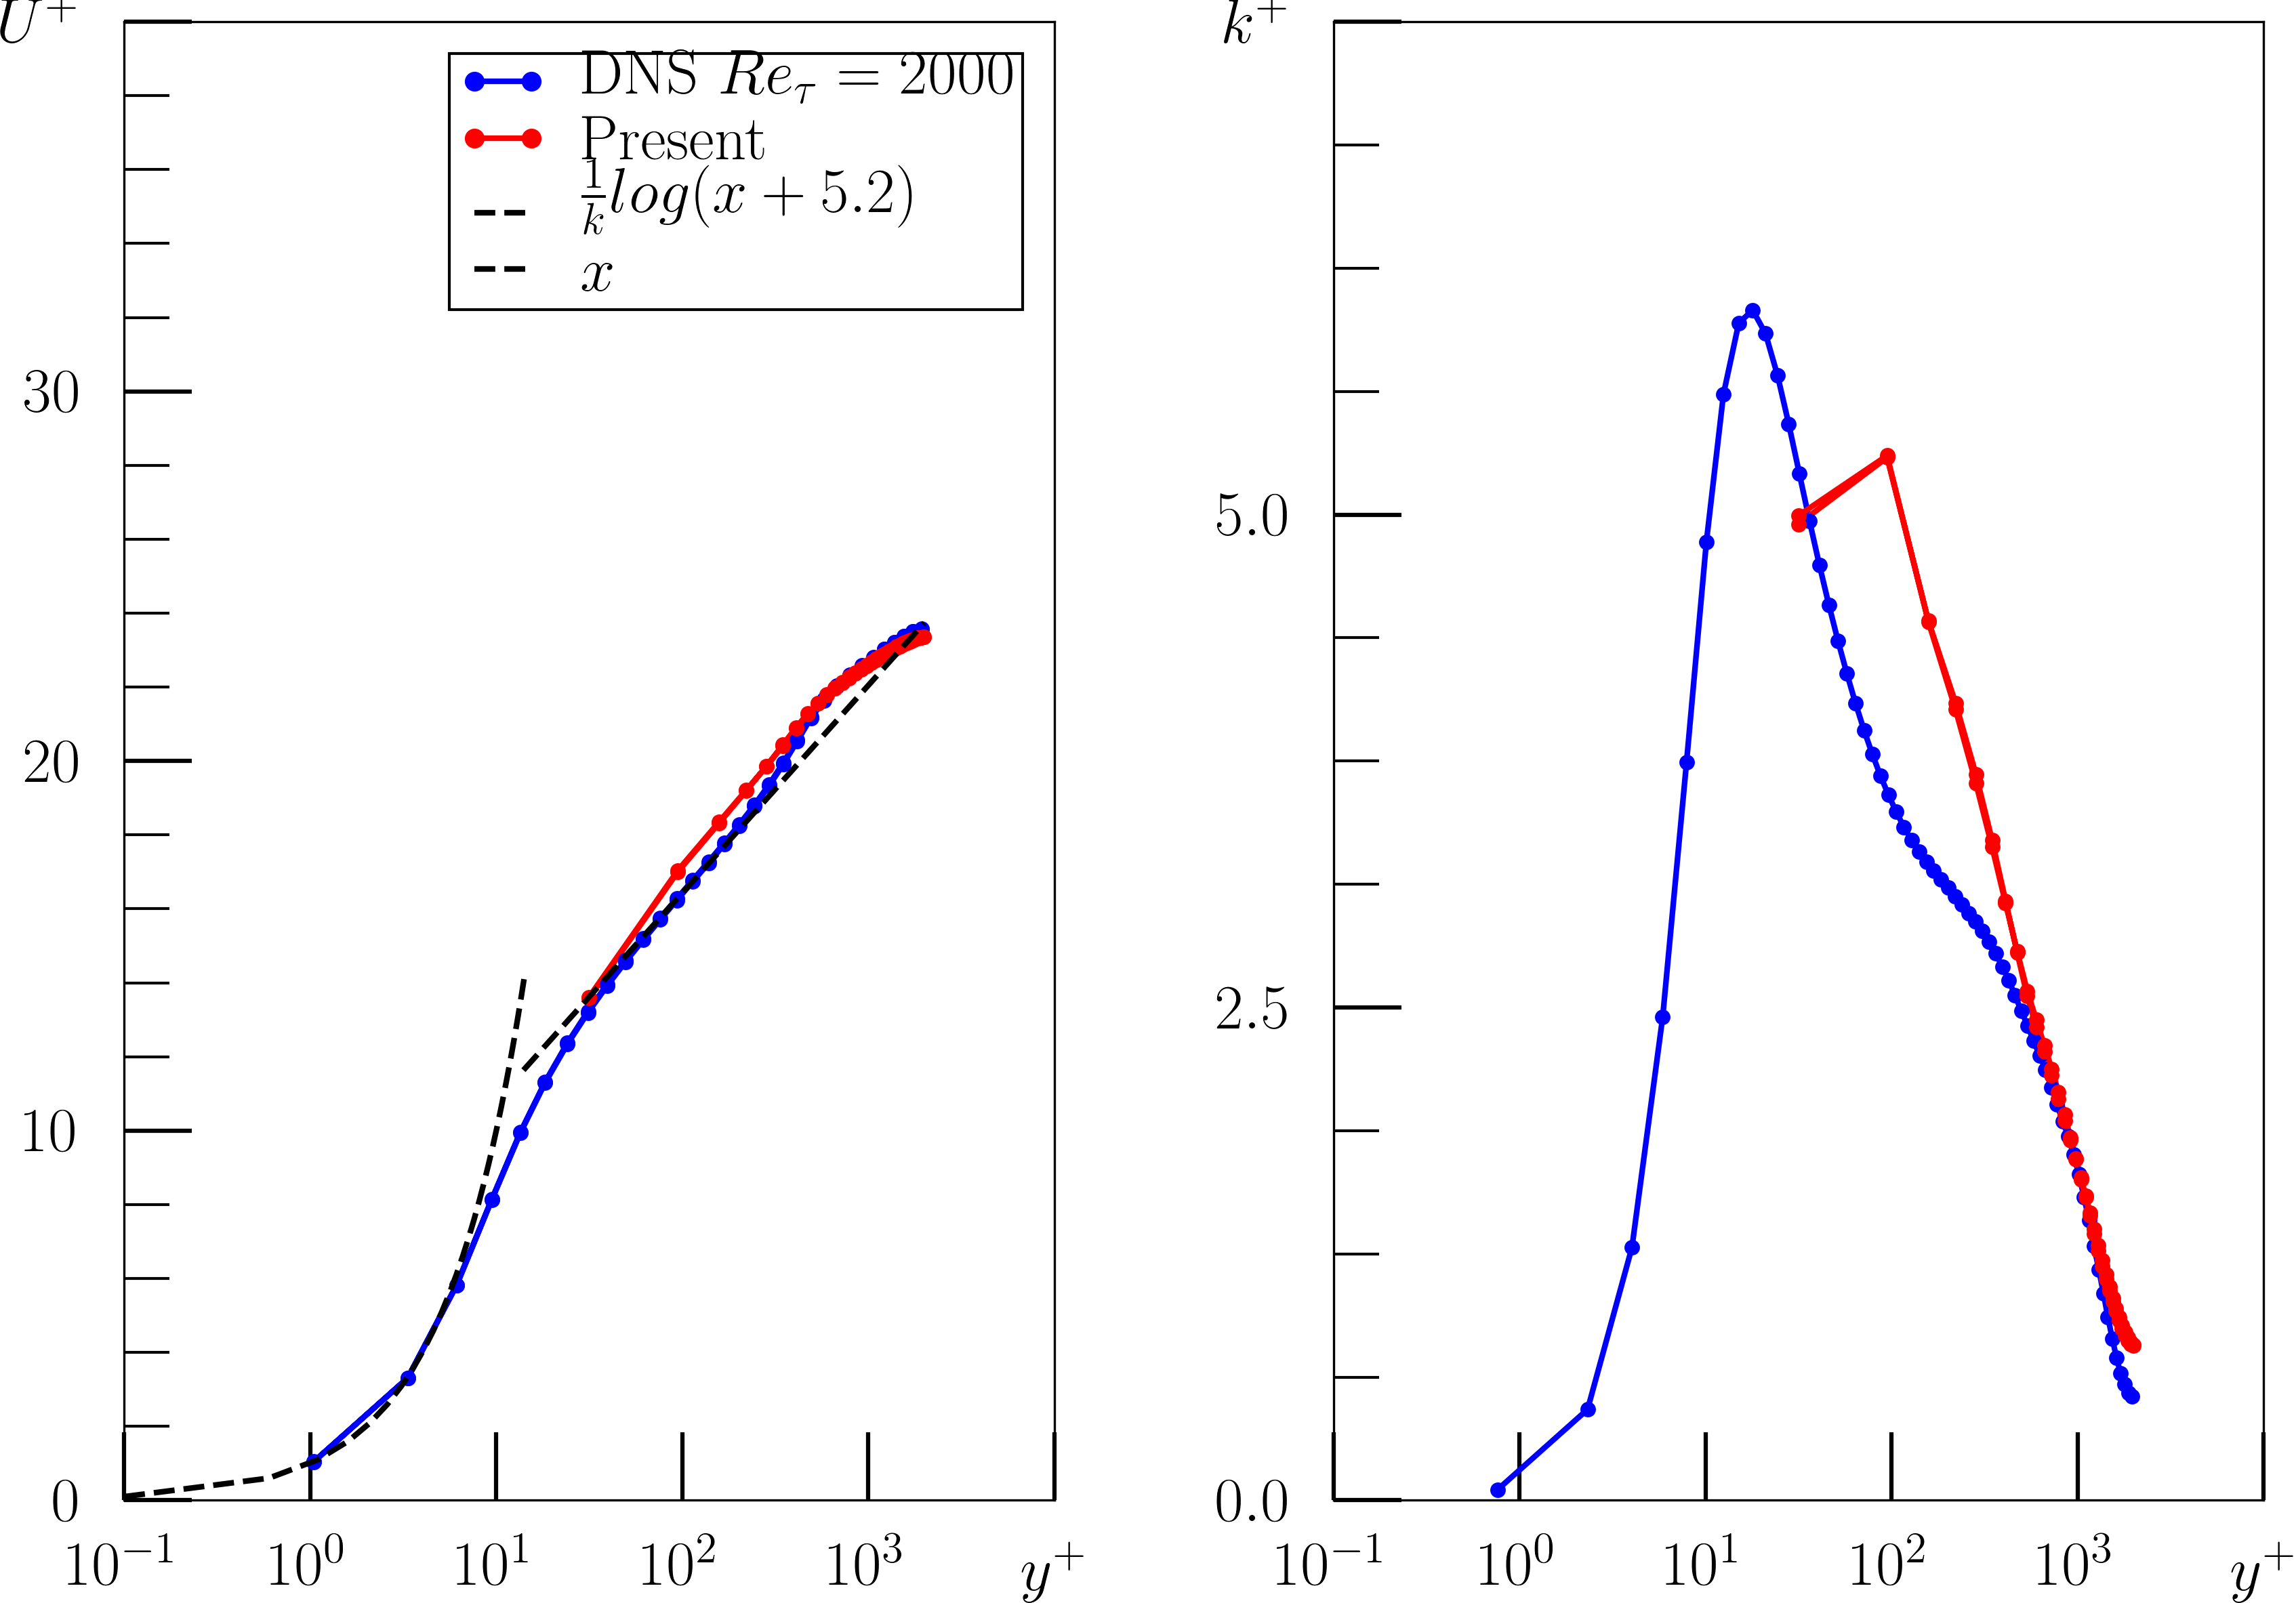 U⁺
DNS Reτ = 2000
Present
1/k log(x + 5.2)
x
30
20
10
0
10⁻¹ 10⁰ 10¹ 10² 10³ y⁺
k⁺
5.0
2.5
0.0
10⁻¹ 10⁰ 10¹ 10² 10³ y⁺